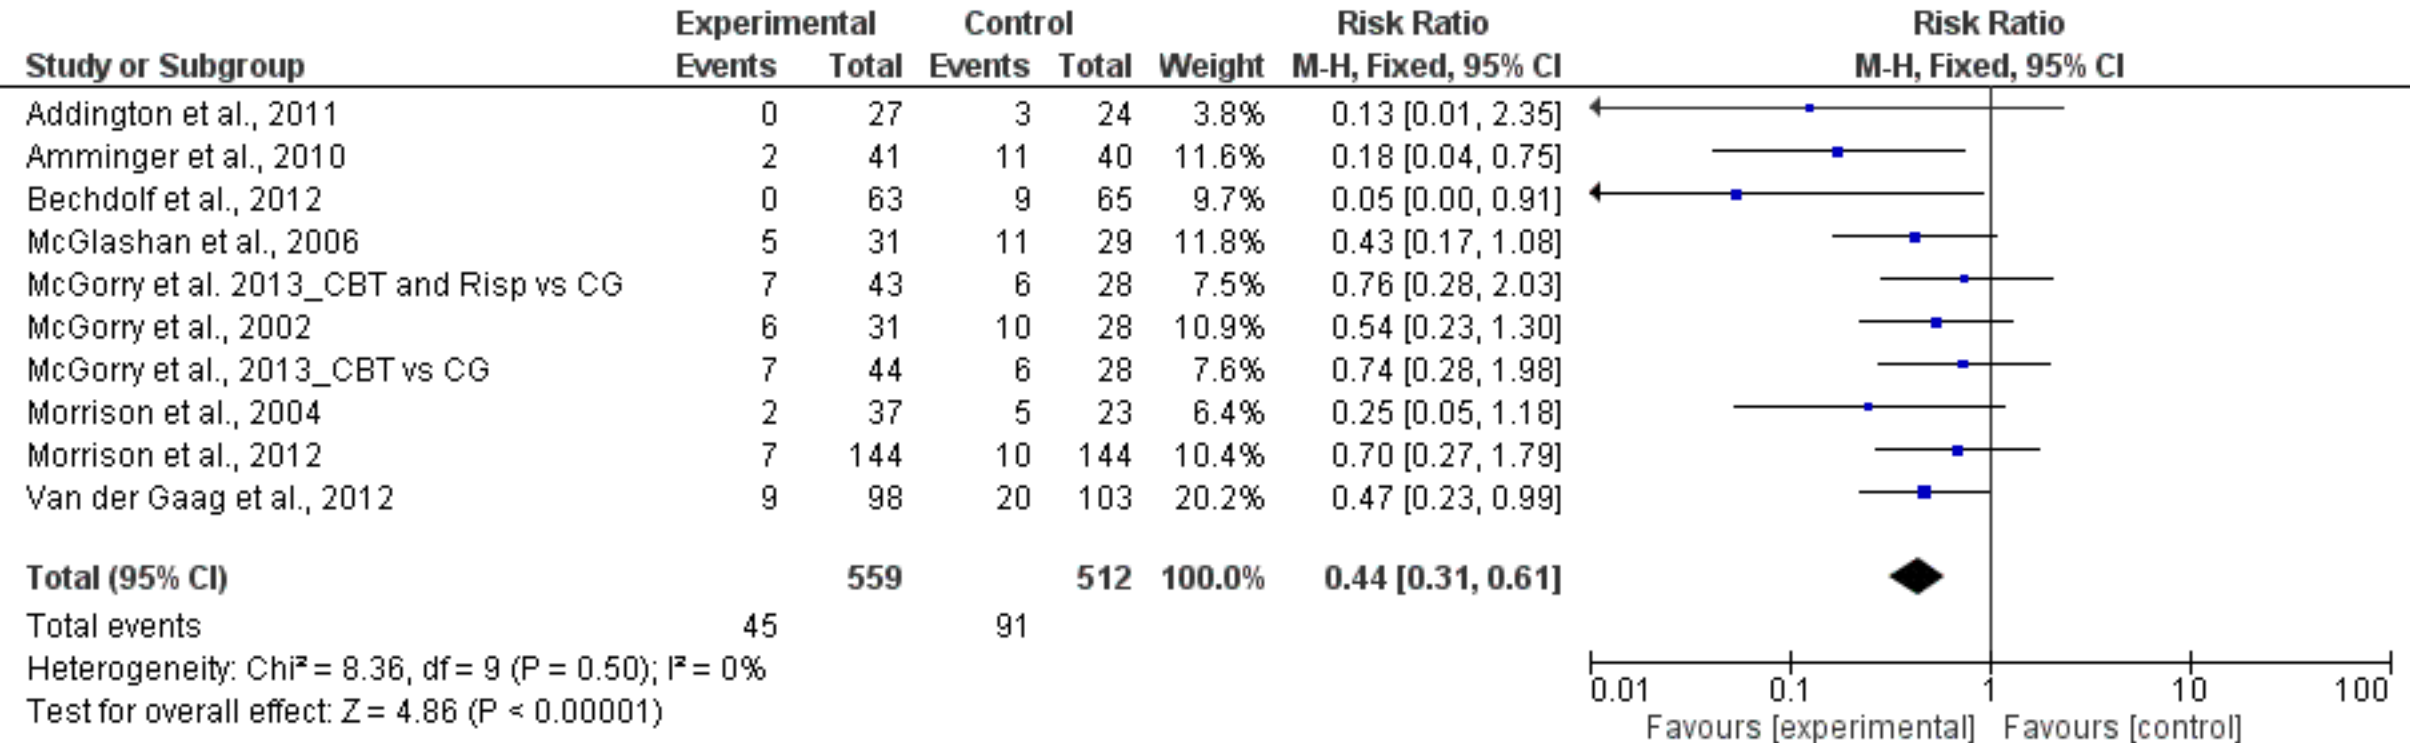 Experimental Control Risk Ratio Risk Ratio
Study or Subgroup Events Total Events Total Weight M-H, Fixed, 95% CI M-H, Fixed, 95% CI
Addington et al., 2011 0 27 3 24 3.8% 0.13 [0.01, 2.35]
Amminger et al., 2010 2 41 11 40 11.6% 0.18 [0.04, 0.75]
Bechdolf et al., 2012 0 63 9 65 9.7% 0.05 [0.00, 0.91]
McGlashan et al., 2006 5 31 11 29 11.8% 0.43 [0.17, 1.08]
McGorry et al. 2013_CBT and Risp vs CG 7 43 6 28 7.5% 0.76 [0.28, 2.03]
McGorry et al., 2002 6 31 10 28 10.9% 0.54 [0.23, 1.30]
McGorry et al., 2013_CBT vs CG 7 44 6 28 7.6% 0.74 [0.28, 1.98]
Morrison et al., 2004 2 37 5 23 6.4% 0.25 [0.05, 1.18]
Morrison et al., 2012 7 144 10 144 10.4% 0.70 [0.27, 1.79]
Van der Gaag et al., 2012 9 98 20 103 20.2% 0.47 [0.23, 0.99]
Total (95% CI) 559 512 100.0% 0.44 [0.31, 0.61]
Total events 45 91
Heterogeneity: Chi² = 8.36, df = 9 (P = 0.50); I² = 0%
Test for overall effect: Z = 4.86 (P < 0.00001)
0.01 0.1 1 10 100
Favours [experimental] Favours [control]